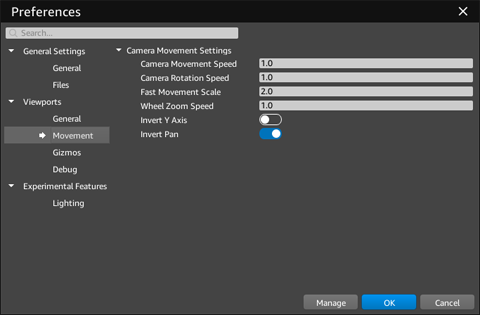 Preferences
Search...
General Settings
General
Files
Viewports
General
Movement
Gizmos
Debug
Experimental Features
Lighting
Camera Movement Settings
Camera Movement Speed 1.0
Camera Rotation Speed 1.0
Fast Movement Scale 2.0
Wheel Zoom Speed 1.0
Invert Y Axis
Invert Pan
Manage OK Cancel